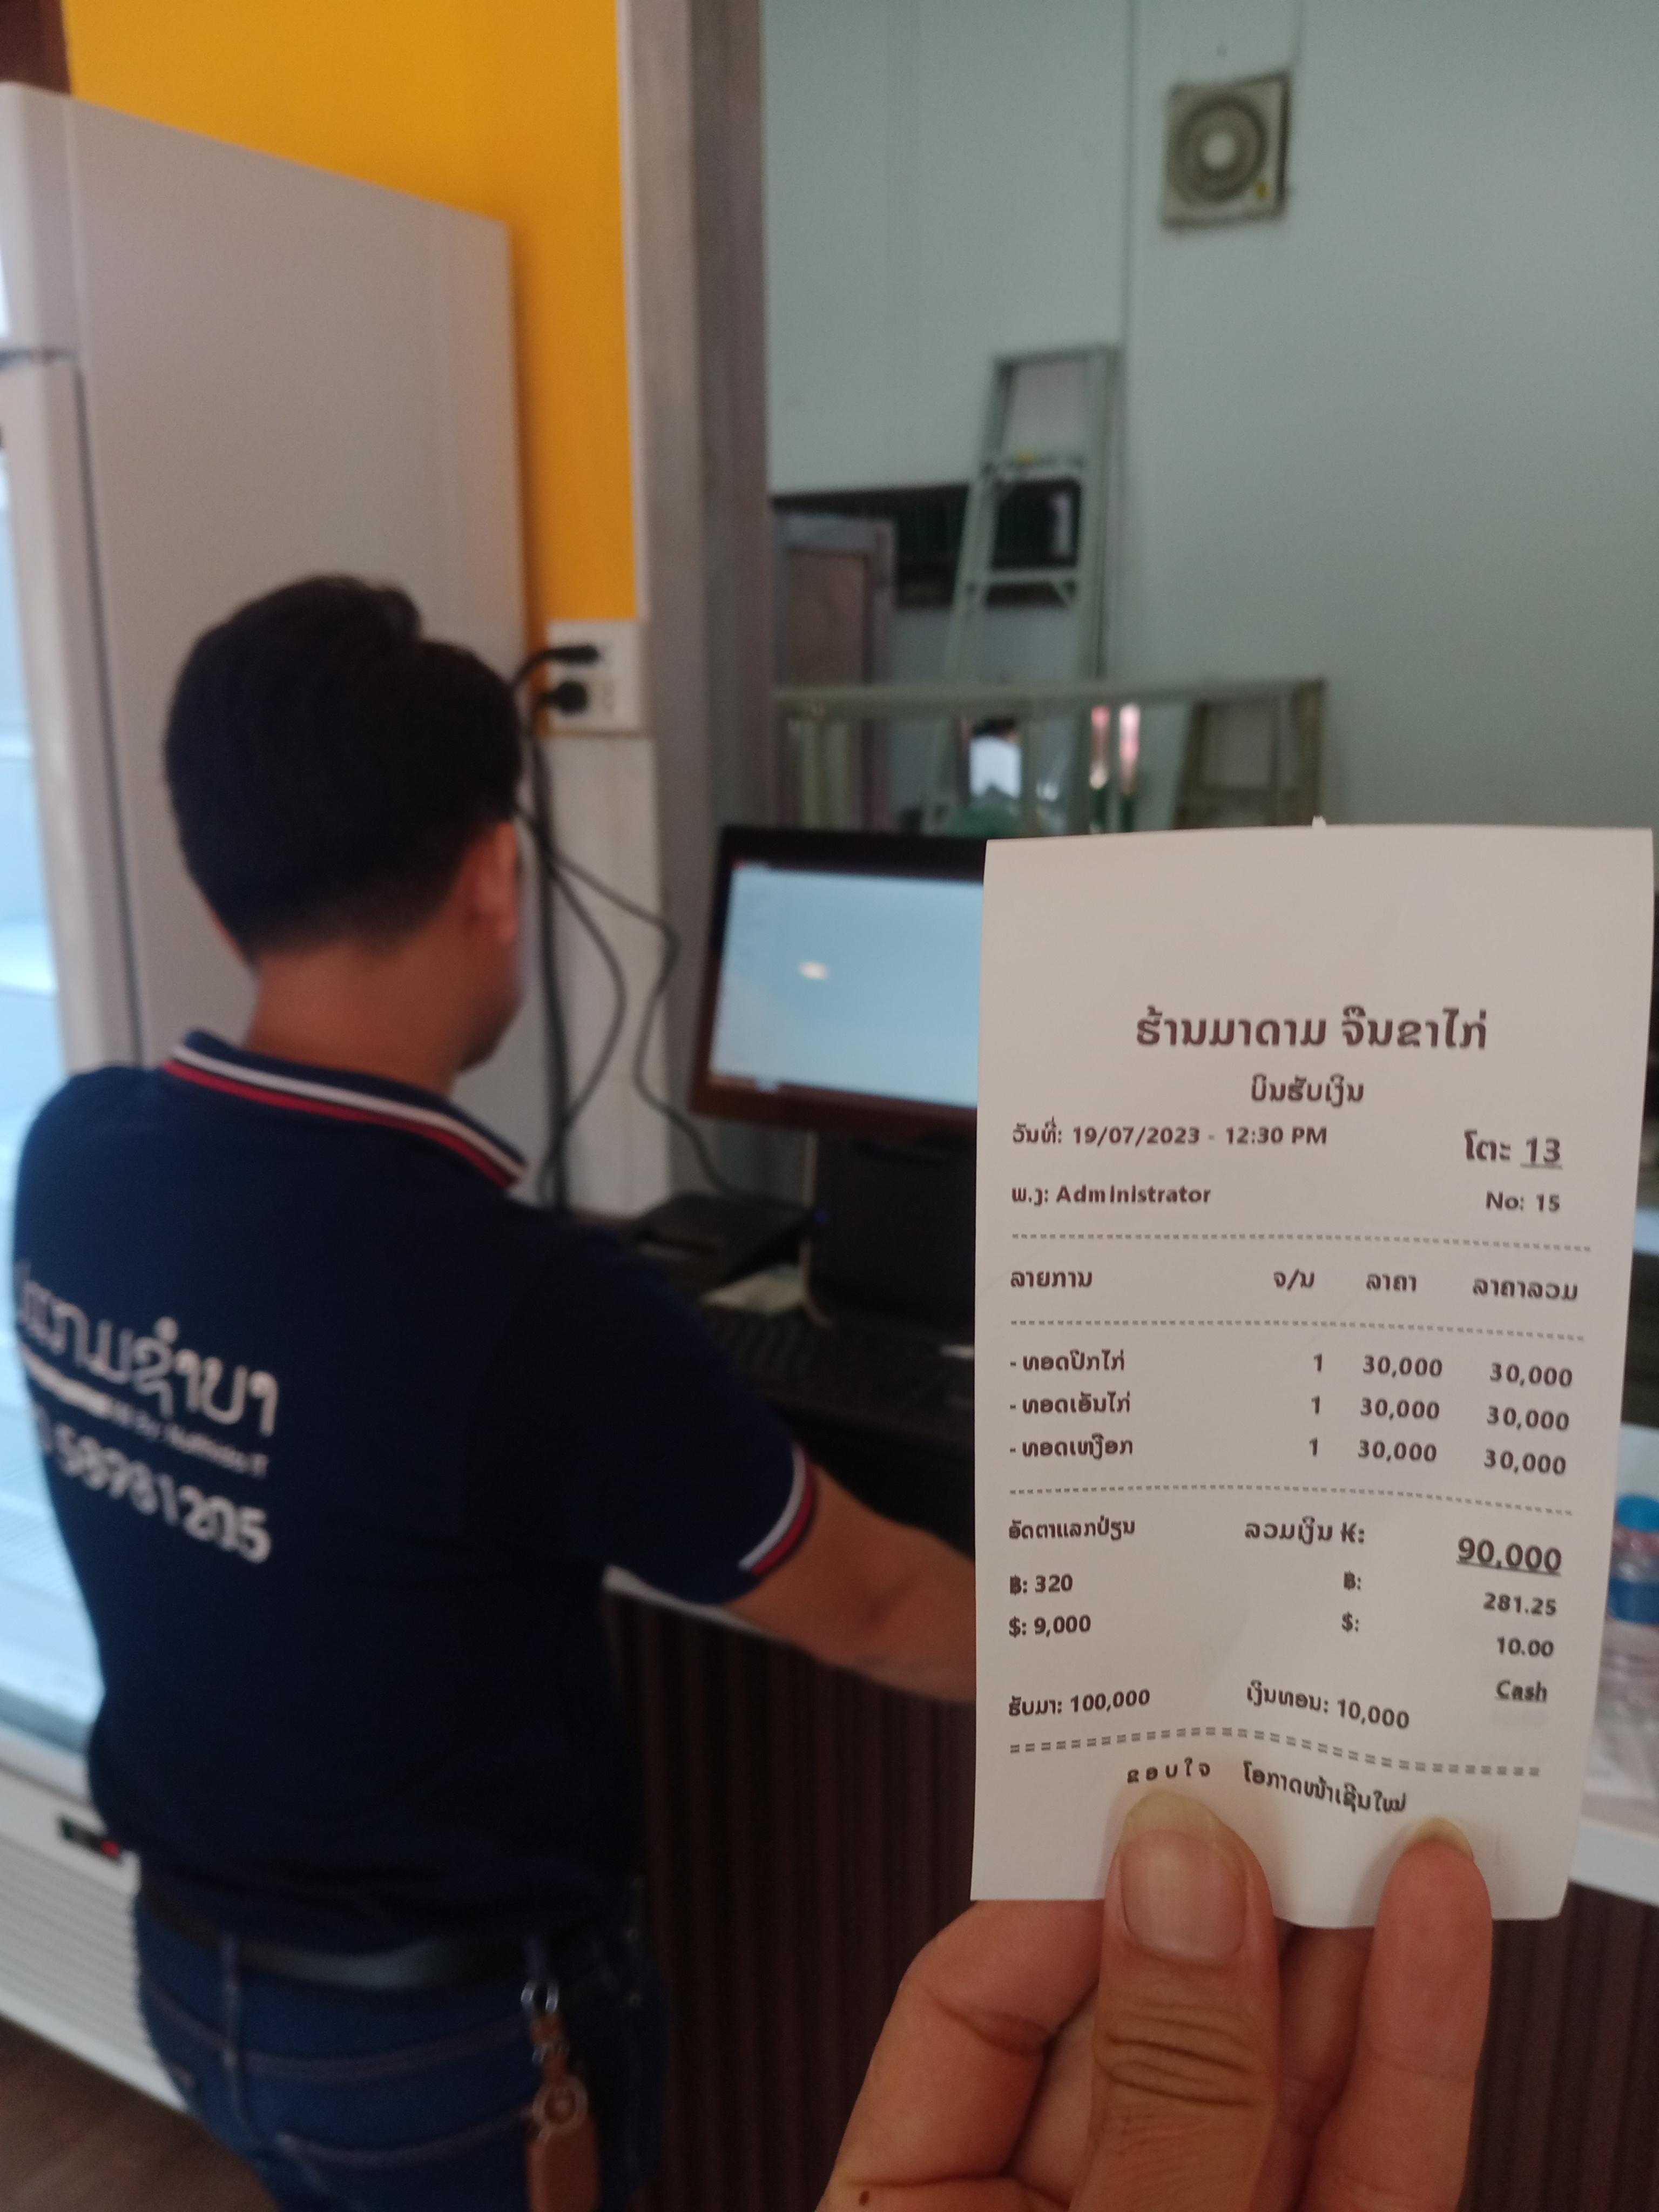 ຮ້ານມາດາມ ຈືນຂາໄກ່
ບິນຮັບເງິນ
ວັນທີ່: 19/07/2023 - 12:30 PM
ໂຕະ 13
ພ.ງ: Administrator
No: 15
ລາຍການ ຈ/ນ ລາຄາ ລາຄາລວມ
- ທອດປີກໄກ່ 1 30,000 30,000
- ທອດເອັນໄກ່ 1 30,000 30,000
- ທອດເຫງືອກ 1 30,000 30,000
ອັດຕາແລກປ່ຽນ ລວມເງິນ ₭: 90,000
฿: 320 ฿: 281.25
$: 9,000 $: 10.00
Cash
ຮັບມາ: 100,000 ເງິນທອນ: 10,000
ຂອບໃຈ ໂອກາດໜ້າເຊີນໃໝ່
58981205